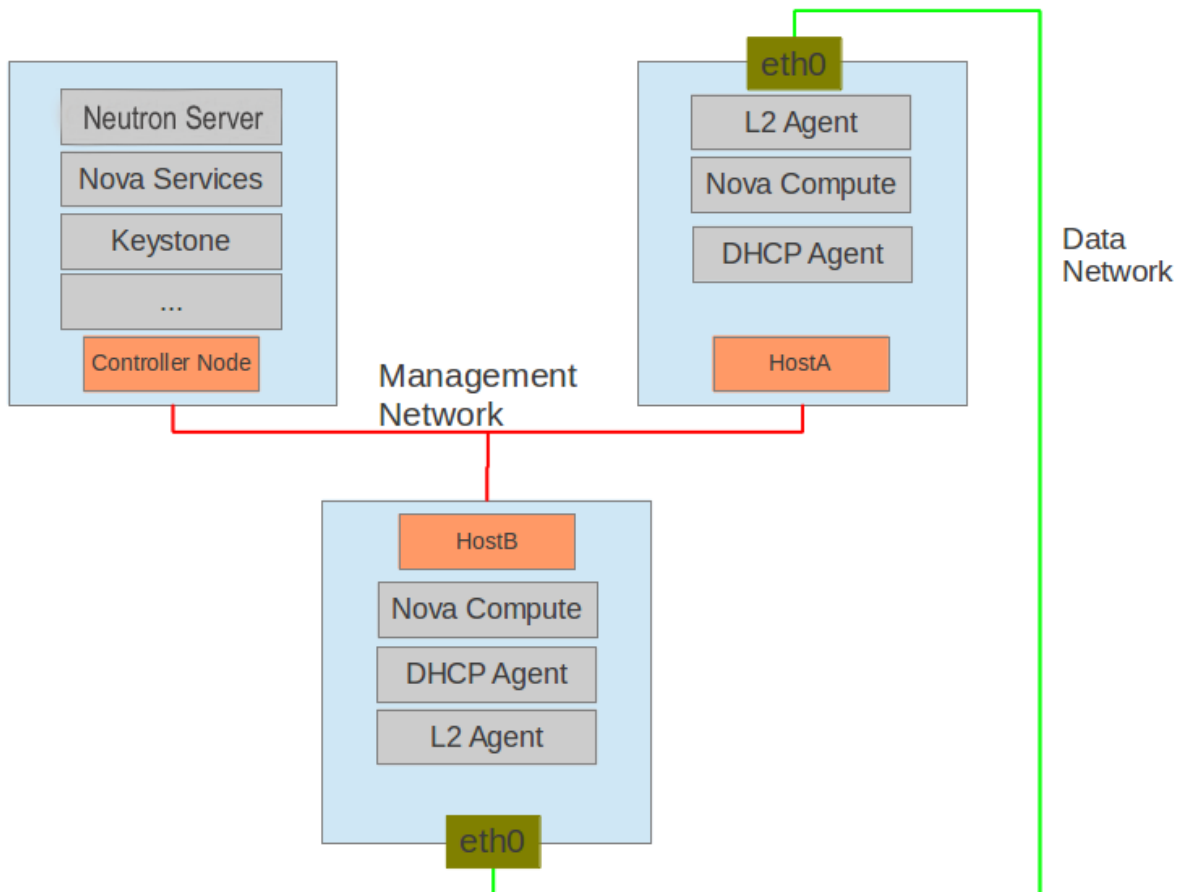 Neutron Server
Nova Services
Keystone
...
Controller Node
eth0
L2 Agent
Nova Compute
DHCP Agent
HostA
Data
Network
Management
Network
HostB
Nova Compute
DHCP Agent
L2 Agent
eth0